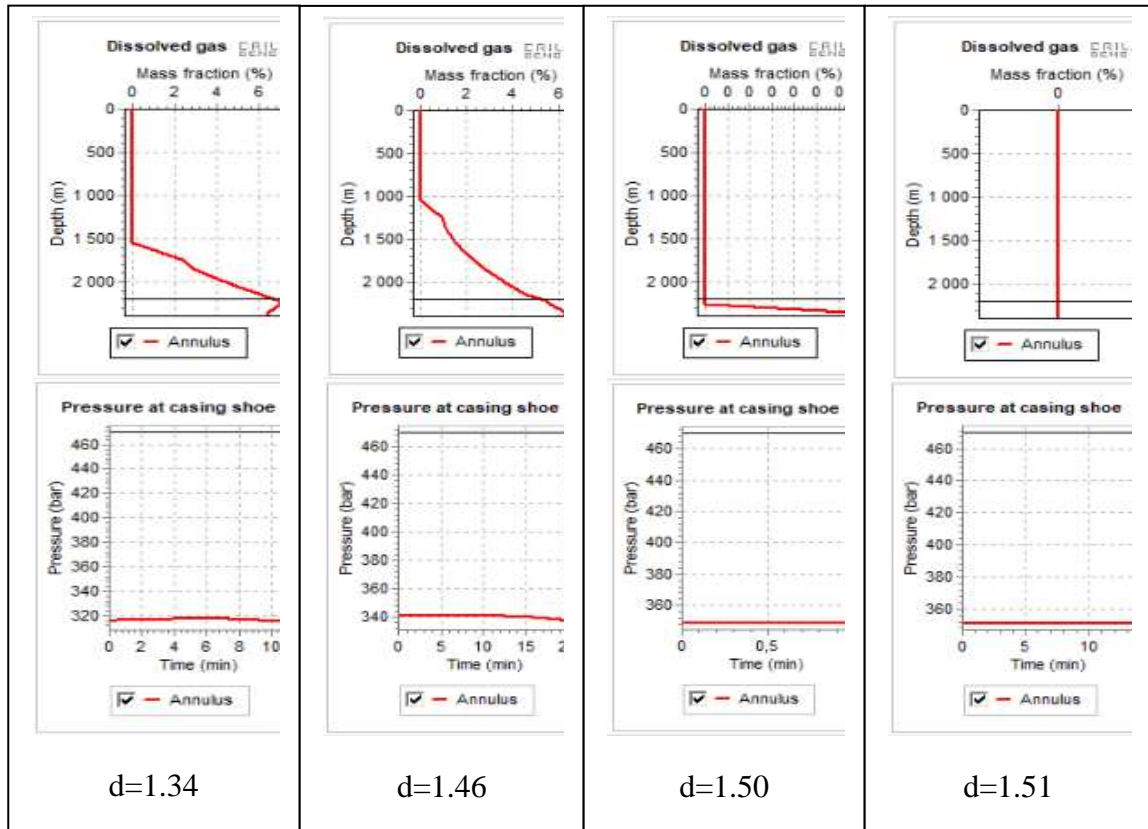 Dissolved gas
Mass fraction (%)
0 2 4 6
0
500
1 000
1 500
2 000
Depth (m)
Annulus
Pressure at casing shoe
460
440
420
400
380
360
340
320
Pressure (bar)
0 2 4 6 8 10
Time (min)
Annulus
d=1.34
Dissolved gas
Mass fraction (%)
0 2 4 6
0
500
1 000
1 500
2 000
Depth (m)
Annulus
Pressure at casing shoe
460
440
420
400
380
360
340
Pressure (bar)
0 5 10 15 2
Time (min)
Annulus
d=1.46
Dissolved gas
Mass fraction (%)
0 0 0 0 0 0 0
0
500
1 000
1 500
2 000
Depth (m)
Annulus
Pressure at casing shoe
460
440
420
400
380
360
Pressure (bar)
0 0,5
Time (min)
Annulus
d=1.50
Dissolved gas
Mass fraction (%)
0
0
500
1 000
1 500
2 000
Depth (m)
Annulus
Pressure at casing shoe
460
440
420
400
380
360
Pressure (bar)
0 5 10
Time (min)
Annulus
d=1.51